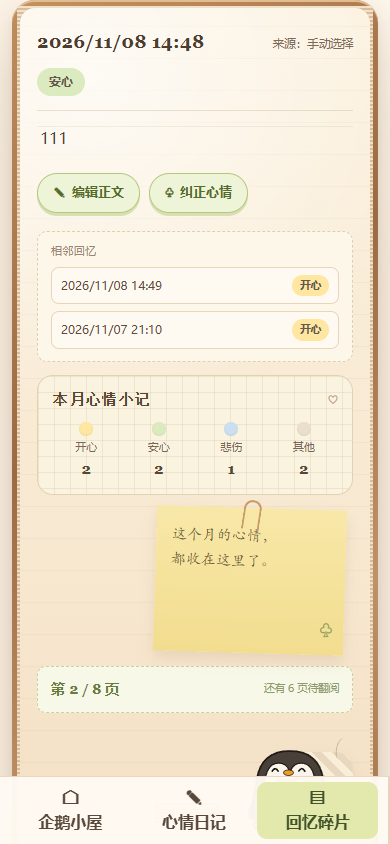 2026/11/08 14:48
来源：手动选择
安心
111
编辑正文
纠正心情
相邻回忆
2026/11/08 14:49 开心
2026/11/07 21:10 开心
本月心情小记
开心 安心 悲伤 其他
2 2 1 2
这个月的心情，
都收在这里了。
第 2 / 8 页
还有 6 页待翻阅
企鹅小屋 心情日记 回忆碎片